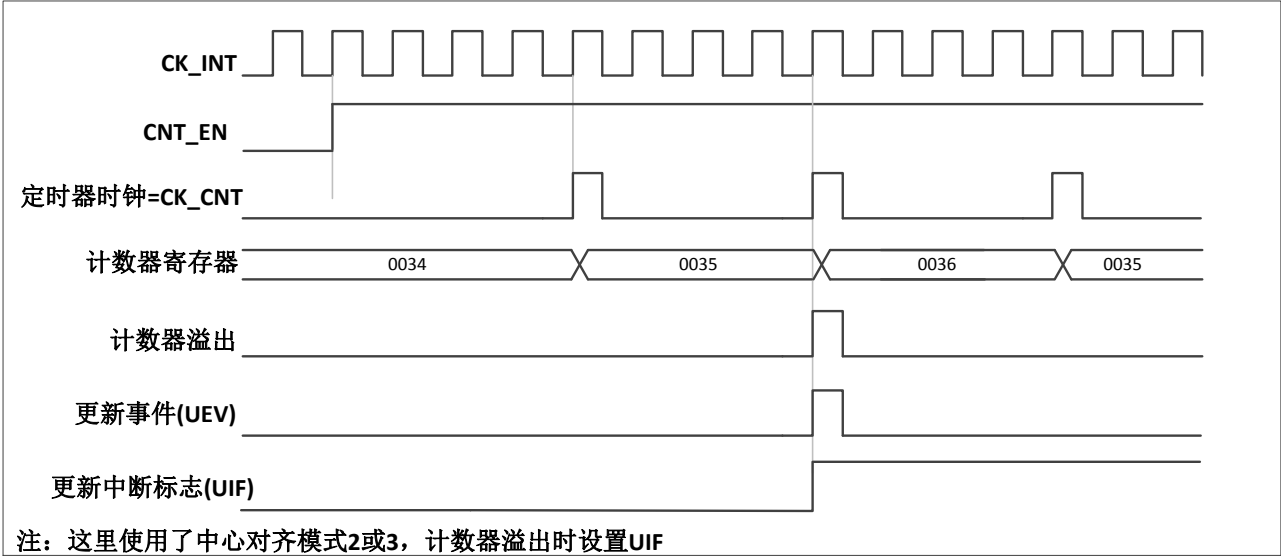 CK_INT
CNT_EN
定时器时钟=CK_CNT
计数器寄存器 0034 0035 0036 0035
计数器溢出
更新事件(UEV)
更新中断标志(UIF)
注：这里使用了中心对齐模式2或3，计数器溢出时设置UIF